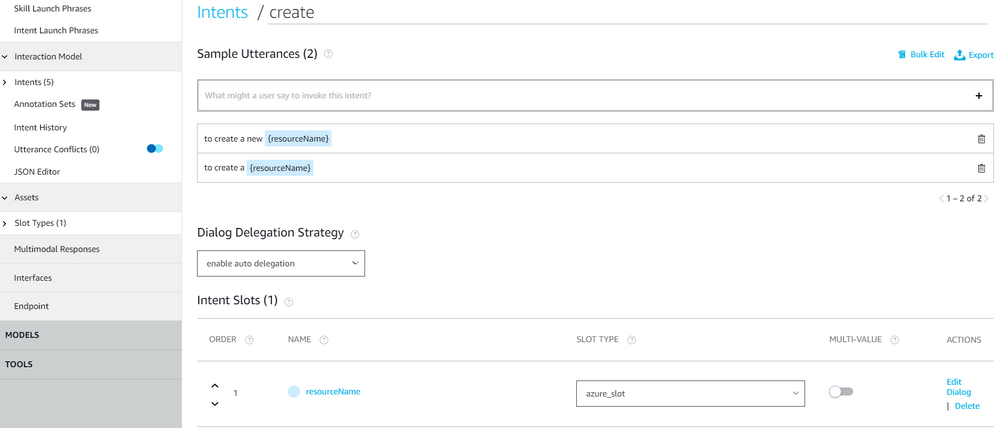 Skill Launch Phrases
Intent Launch Phrases
Interaction Model
Intents (5)
Annotation Sets New
Intent History
Utterance Conflicts (0)
JSON Editor
Assets
Slot Types (1)
Multimodal Responses
Interfaces
Endpoint
MODELS
TOOLS
Intents / create
Sample Utterances (2) ?
Bulk Edit Export
What might a user say to invoke this intent? +
to create a new {resourceName}
to create a {resourceName}
1 – 2 of 2
Dialog Delegation Strategy ?
enable auto delegation
Intent Slots (1) ?
ORDER ? NAME ? SLOT TYPE ? MULTI-VALUE ? ACTIONS
1 resourceName azure_slot Edit
Dialog
| Delete